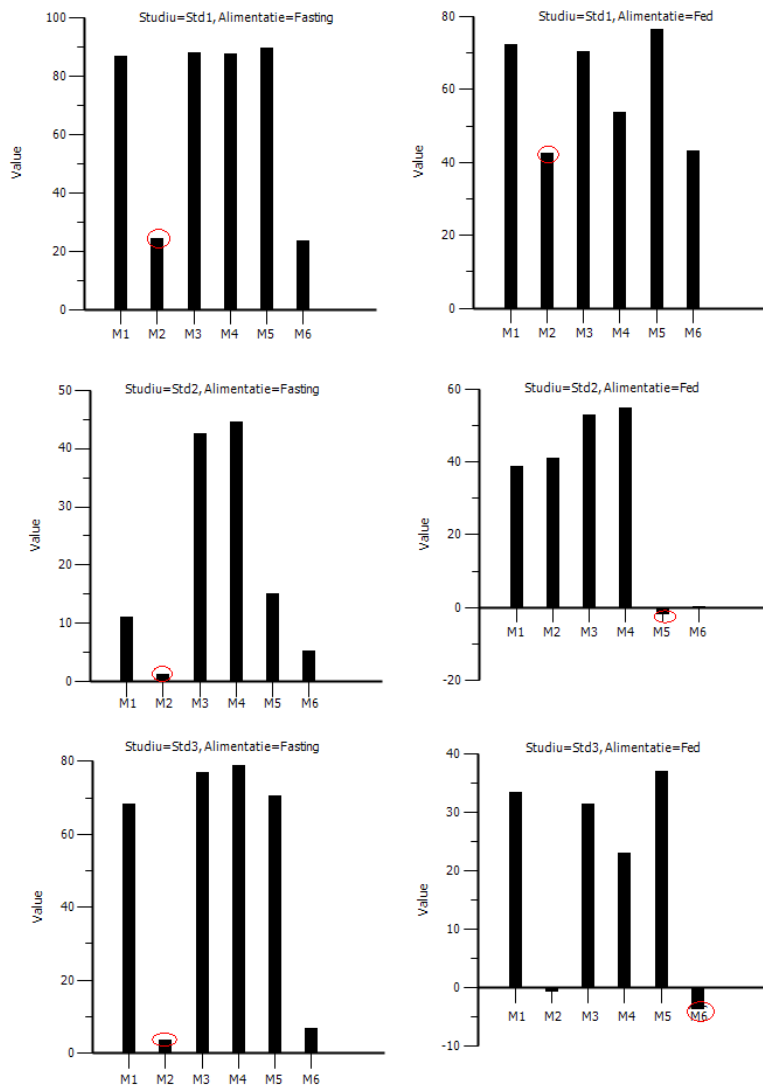 Studiu=Std1, Alimentatie=Fasting
100
80
60
40
20
0
Value
M1 M2 M3 M4 M5 M6
Studiu=Std1, Alimentatie=Fed
80
60
40
20
0
Value
M1 M2 M3 M4 M5 M6
Studiu=Std2, Alimentatie=Fasting
50
40
30
20
10
0
Value
M1 M2 M3 M4 M5 M6
Studiu=Std2, Alimentatie=Fed
60
40
20
0
-20
Value
M1 M2 M3 M4 M5 M6
Studiu=Std3, Alimentatie=Fasting
80
60
40
20
0
Value
M1 M2 M3 M4 M5 M6
Studiu=Std3, Alimentatie=Fed
40
30
20
10
0
-10
Value
M1 M2 M3 M4 M5 M6